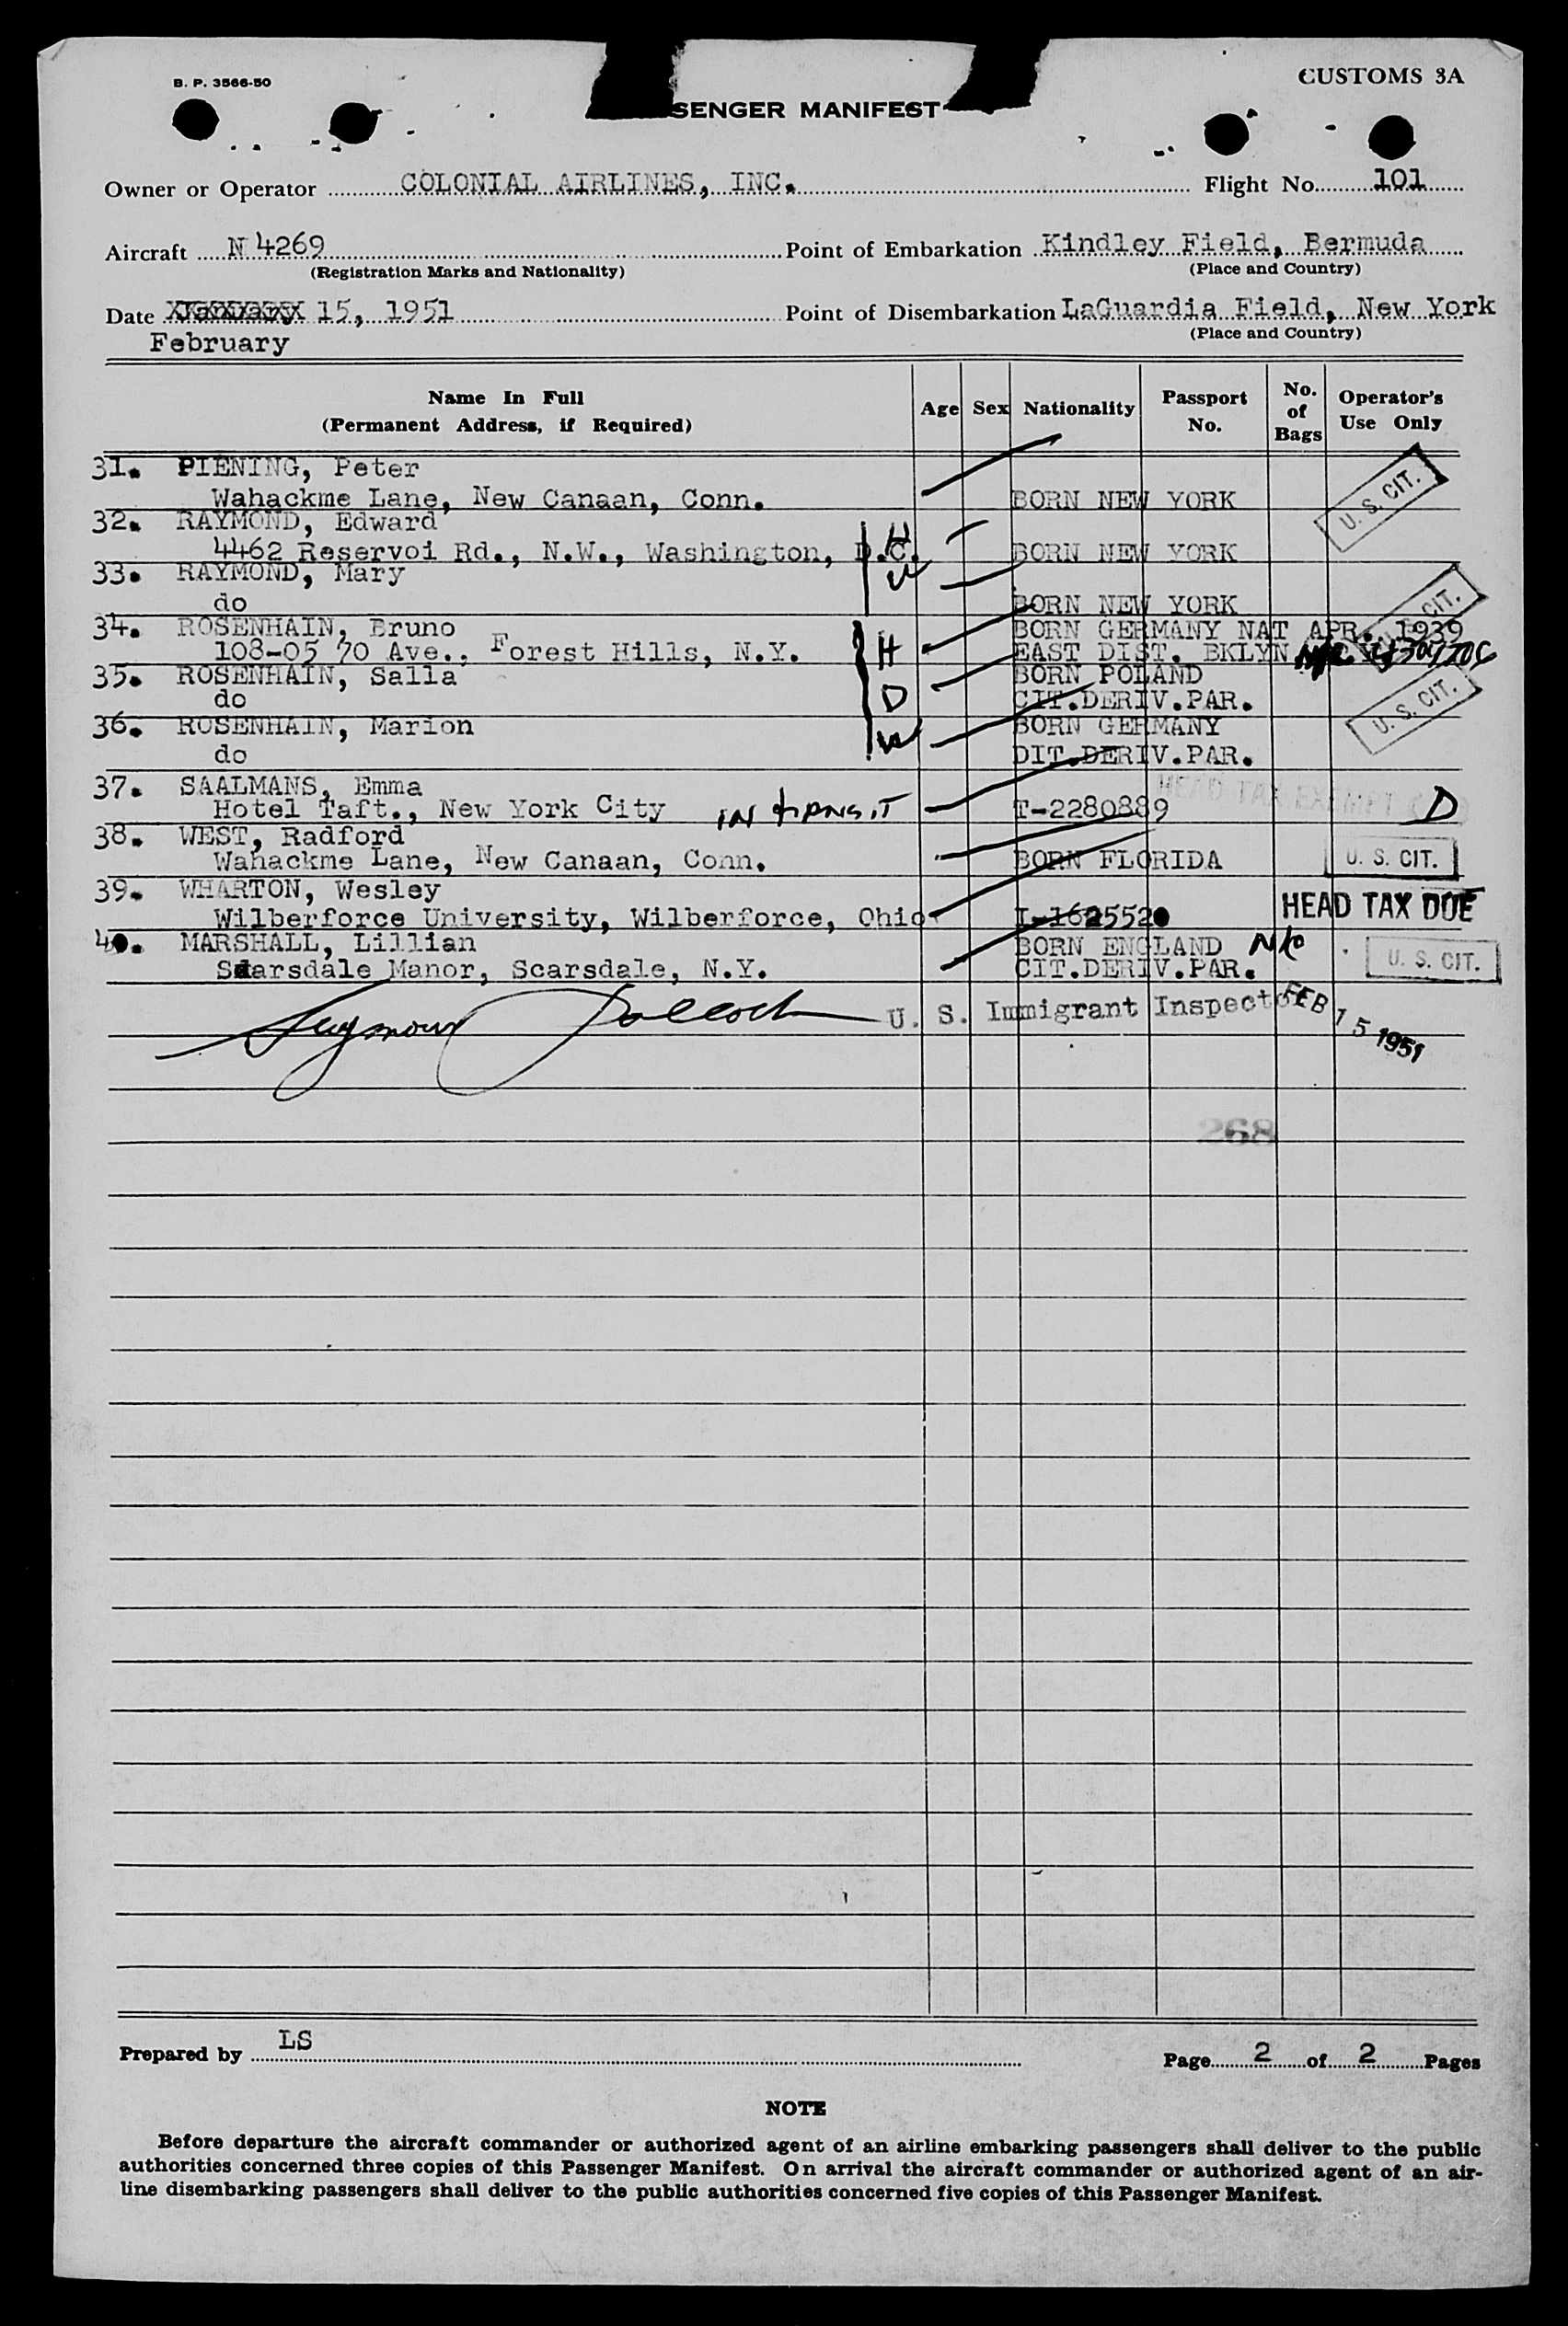 B. P. 3566-50
CUSTOMS 3A
SENGER MANIFEST
Owner or Operator COLONIAL AIRLINES, INC. Flight No. 101
Aircraft N 4269 Point of Embarkation Kindley Field, Bermuda
(Registration Marks and Nationality) (Place and Country)
Date January 15, 1951 Point of Disembarkation LaGuardia Field, New York
February (Place and Country)
Name In Full (Permanent Address, if Required) Age Sex Nationality Passport No. No. of Bags Operator's Use Only
31. PIENING, Peter
Wahackme Lane, New Canaan, Conn. BORN NEW YORK U. S. CIT.
32. RAYMOND, Edward H
4462 Reservoi Rd., N.W., Washington, D.C. BORN NEW YORK
33. RAYMOND, Mary W
do BORN NEW YORK
34. ROSENHAIN, Bruno BORN GERMANY NAT APR. 1939 U. S. CIT.
108-05 70 Ave., Forest Hills, N.Y. H EAST DIST. BKLYN
35. ROSENHAIN, Salla BORN POLAND
do D CIT.DERIV.PAR. U. S. CIT.
36. ROSENHAIN, Marion W BORN GERMANY
do DIT.DERIV.PAR.
37. SAALMANS, Emma HEAD TAX EXEMPT
Hotel Taft., New York City IN trANSiT T-2280889 D
38. WEST, Radford
Wahackme Lane, New Canaan, Conn. BORN FLORIDA U. S. CIT.
39. WHARTON, Wesley HEAD TAX DUE
Wilberforce University, Wilberforce, Ohio I-1625520
40. MARSHALL, Lillian BORN ENGLAND N/c
Scarsdale Manor, Scarsdale, N.Y. CIT.DERIV.PAR. U. S. CIT.
Seymour Pollock U. S. Immigrant Inspector FEB 15 1951
268
Prepared by LS Page 2 of 2 Pages
NOTE
Before departure the aircraft commander or authorized agent of an airline embarking passengers shall deliver to the public
authorities concerned three copies of this Passenger Manifest. On arrival the aircraft commander or authorized agent of an air-
line disembarking passengers shall deliver to the public authorities concerned five copies of this Passenger Manifest.